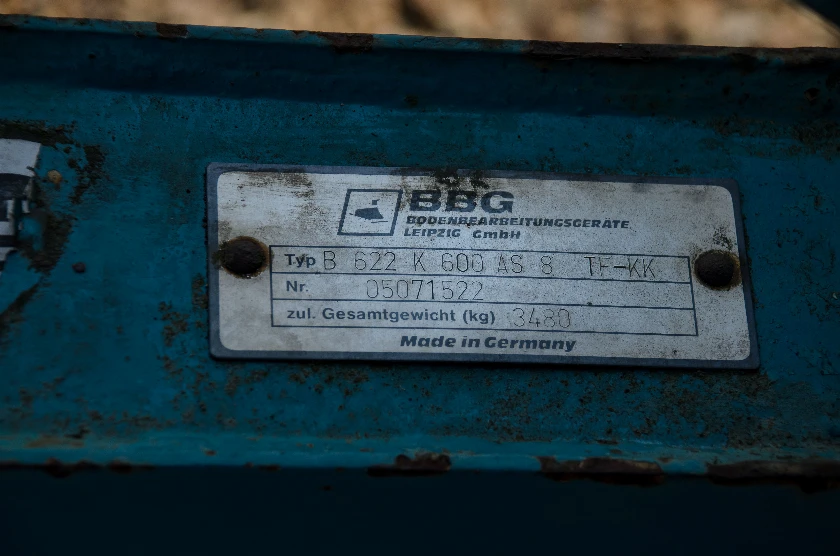 BBG
BODENBEARBEITUNGSGERÄTE
LEIPZIG GmbH
Typ B 622 K 600 AS 8 TF-KK
Nr. 05071522
zul. Gesamtgewicht (kg) 3480
Made in Germany